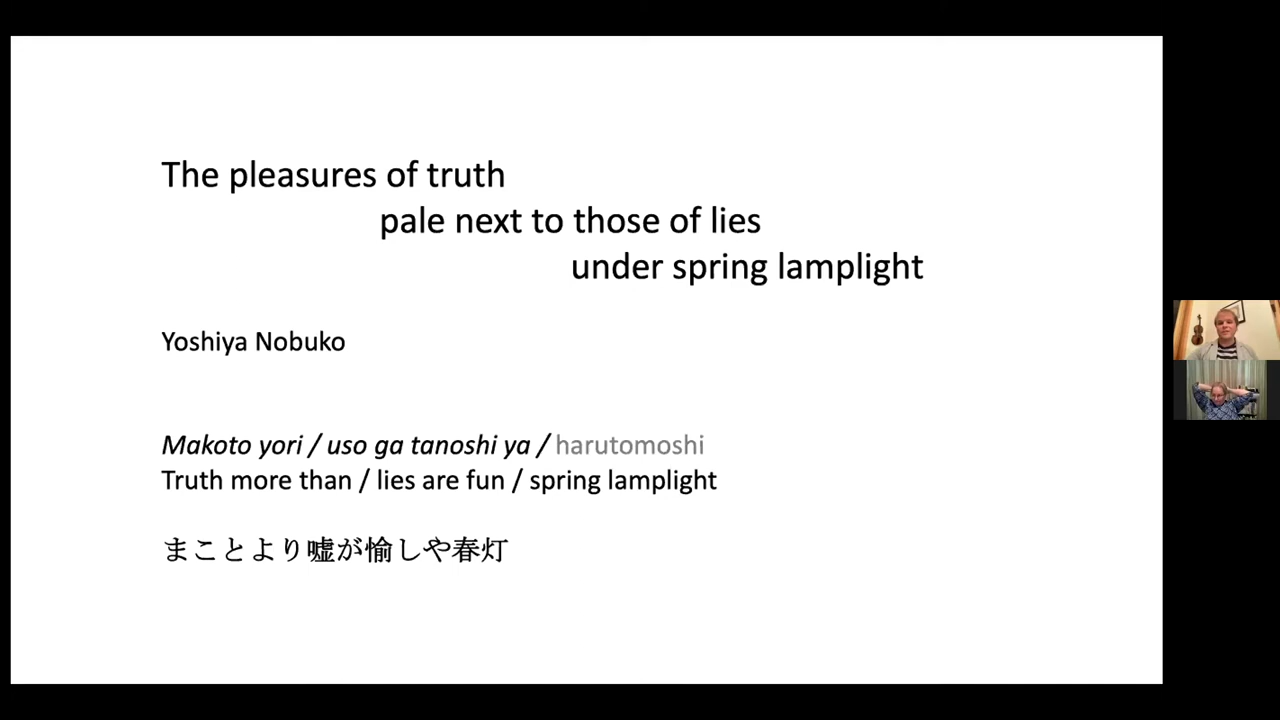 The pleasures of truth
pale next to those of lies
under spring lamplight
Yoshiya Nobuko
Makoto yori / uso ga tanoshi ya / harutomoshi
Truth more than / lies are fun / spring lamplight
まことより嘘が愉しや春灯